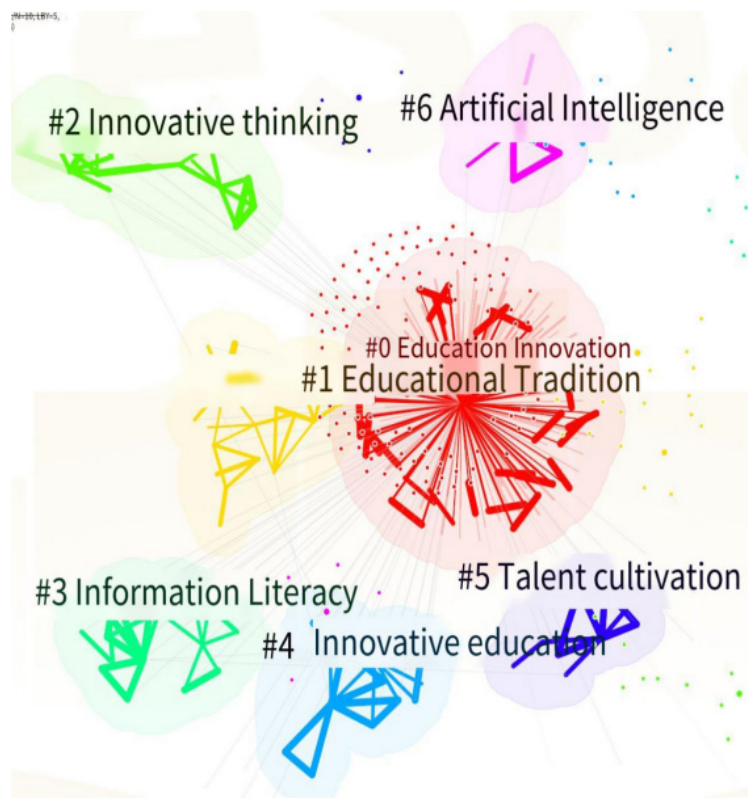 #6 Artificial Intelligence
#2 Innovative thinking
#0 Education Innovation
#1 Educational Tradition
#5 Talent cultivation
#3 Information Literacy
#4 Innovative education